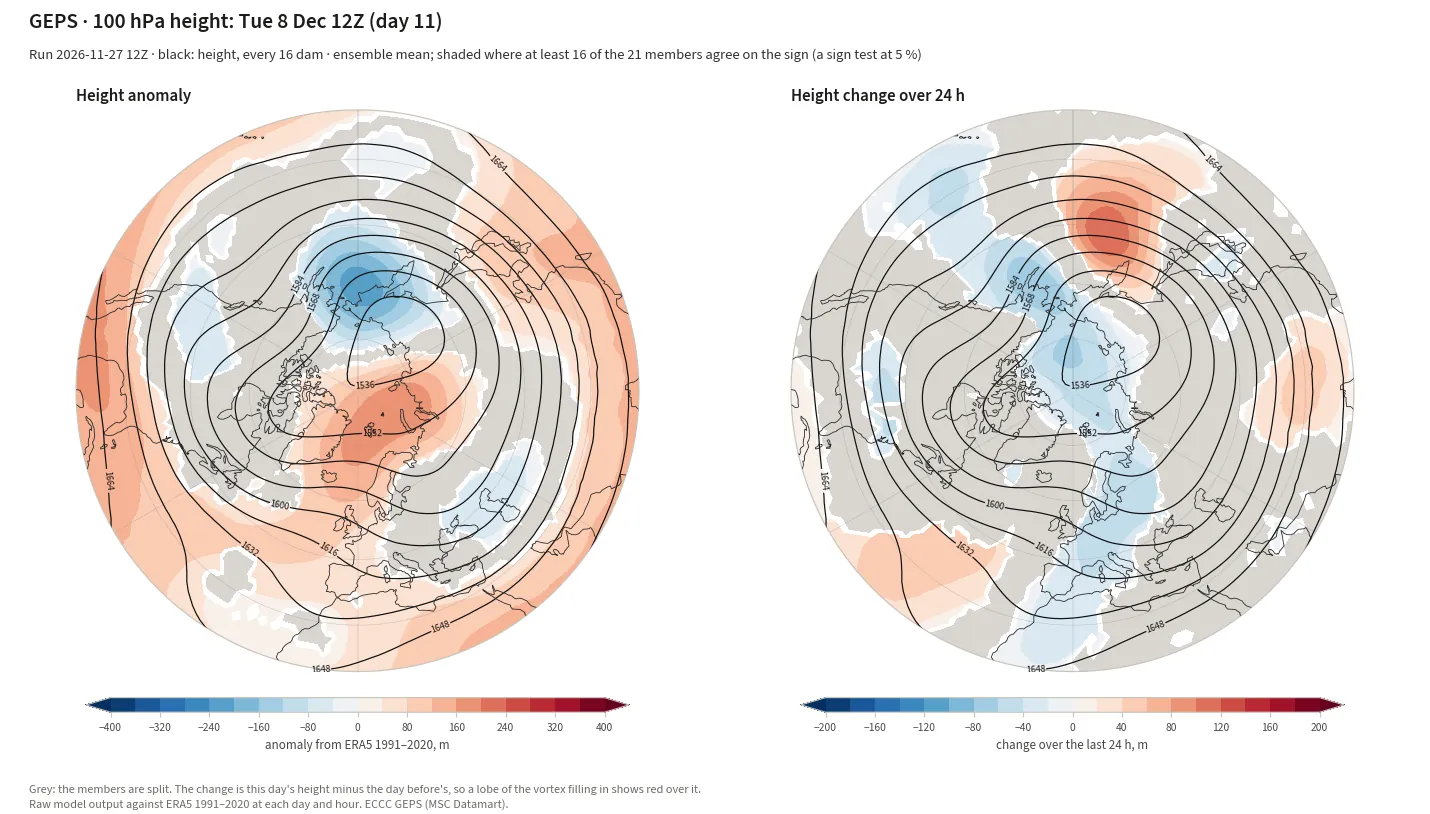 GEPS · 100 hPa height: Tue 8 Dec 12Z (day 11)
Run 2026-11-27 12Z · black: height, every 16 dam · ensemble mean; shaded where at least 16 of the 21 members agree on the sign (a sign test at 5 %)
Height anomaly
Height change over 24 h
1664
1584
1568
1536
1664
1600
1632
1616
1648
1648
1664
1584
1568
1536
1664
1600
1632
1616
1648
1648
−400 −320 −240 −160 −80 0 80 160 240 320 400
anomaly from ERA5 1991–2020, m
−200 −160 −120 −80 −40 0 40 80 120 160 200
change over the last 24 h, m
Grey: the members are split. The change is this day's height minus the day before's, so a lobe of the vortex filling in shows red over it.
Raw model output against ERA5 1991–2020 at each day and hour. ECCC GEPS (MSC Datamart).